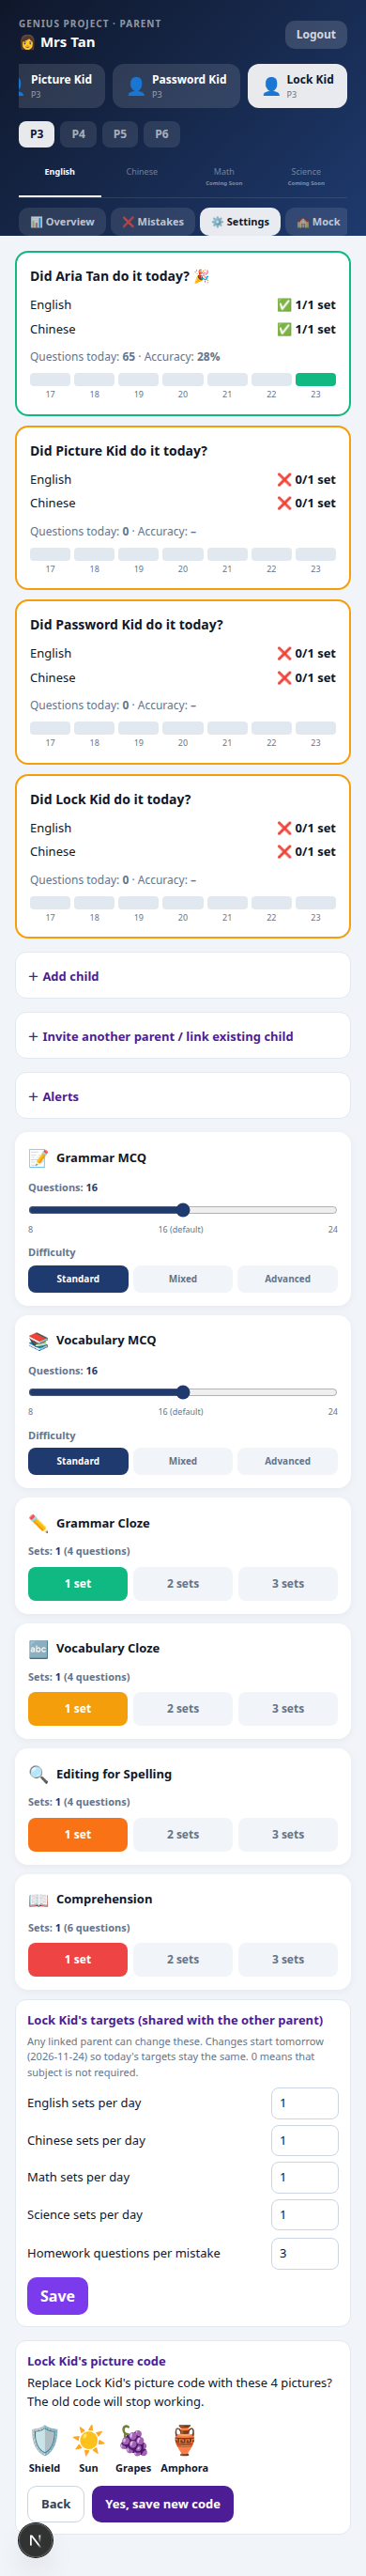 GENIUS PROJECT · PARENT
Mrs Tan
Logout
Picture Kid
P3
Password Kid
P3
Lock Kid
P3
P3 P4 P5 P6
English Chinese Math Science
Coming Soon Coming Soon
Overview Mistakes Settings Mock
Did Aria Tan do it today? 🎉
English ✅ 1/1 set
Chinese ✅ 1/1 set
Questions today: 65 · Accuracy: 28%
17 18 19 20 21 22 23
Did Picture Kid do it today?
English ❌ 0/1 set
Chinese ❌ 0/1 set
Questions today: 0 · Accuracy: –
17 18 19 20 21 22 23
Did Password Kid do it today?
English ❌ 0/1 set
Chinese ❌ 0/1 set
Questions today: 0 · Accuracy: –
17 18 19 20 21 22 23
Did Lock Kid do it today?
English ❌ 0/1 set
Chinese ❌ 0/1 set
Questions today: 0 · Accuracy: –
17 18 19 20 21 22 23
+ Add child
+ Invite another parent / link existing child
+ Alerts
Grammar MCQ
Questions: 16
8 16 (default) 24
Difficulty
Standard Mixed Advanced
Vocabulary MCQ
Questions: 16
8 16 (default) 24
Difficulty
Standard Mixed Advanced
Grammar Cloze
Sets: 1 (4 questions)
1 set 2 sets 3 sets
abc Vocabulary Cloze
Sets: 1 (4 questions)
1 set 2 sets 3 sets
Editing for Spelling
Sets: 1 (4 questions)
1 set 2 sets 3 sets
Comprehension
Sets: 1 (6 questions)
1 set 2 sets 3 sets
Lock Kid's targets (shared with the other parent)
Any linked parent can change these. Changes start tomorrow
(2026-11-24) so today's targets stay the same. 0 means that
subject is not required.
English sets per day 1
Chinese sets per day 1
Math sets per day 1
Science sets per day 1
Homework questions per mistake 3
Save
Lock Kid's picture code
Replace Lock Kid's picture code with these 4 pictures?
The old code will stop working.
Shield Sun Grapes Amphora
Back Yes, save new code
N